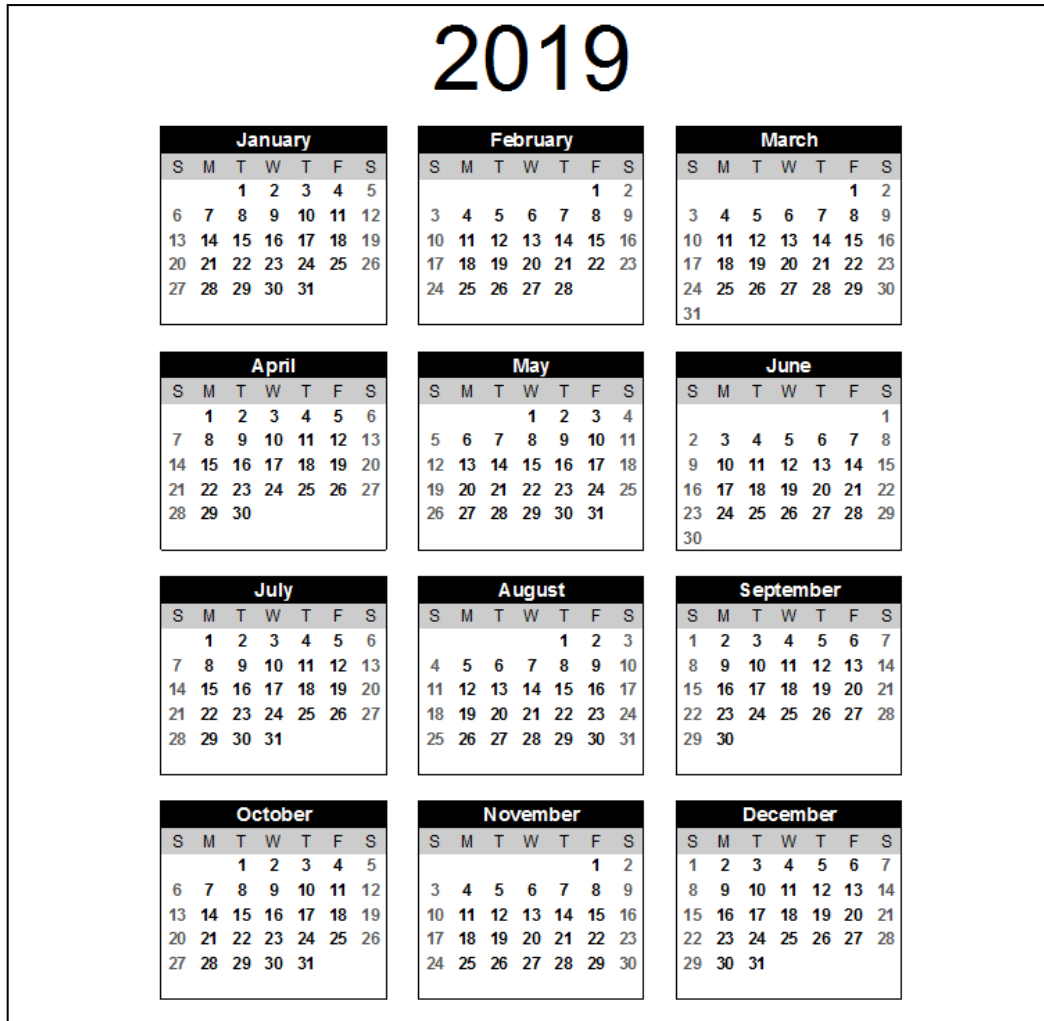 2019
January February March
S M T W T F S S M T W T F S S M T W T F S
1 2 3 4 5 1 2 1 2
6 7 8 9 10 11 12 3 4 5 6 7 8 9 3 4 5 6 7 8 9
13 14 15 16 17 18 19 10 11 12 13 14 15 16 10 11 12 13 14 15 16
20 21 22 23 24 25 26 17 18 19 20 21 22 23 17 18 19 20 21 22 23
27 28 29 30 31 24 25 26 27 28 24 25 26 27 28 29 30
31
April May June
S M T W T F S S M T W T F S S M T W T F S
1 2 3 4 5 6 1 2 3 4 1
7 8 9 10 11 12 13 5 6 7 8 9 10 11 2 3 4 5 6 7 8
14 15 16 17 18 19 20 12 13 14 15 16 17 18 9 10 11 12 13 14 15
21 22 23 24 25 26 27 19 20 21 22 23 24 25 16 17 18 19 20 21 22
28 29 30 26 27 28 29 30 31 23 24 25 26 27 28 29
30
July August September
S M T W T F S S M T W T F S S M T W T F S
1 2 3 4 5 6 1 2 3 1 2 3 4 5 6 7
7 8 9 10 11 12 13 4 5 6 7 8 9 10 8 9 10 11 12 13 14
14 15 16 17 18 19 20 11 12 13 14 15 16 17 15 16 17 18 19 20 21
21 22 23 24 25 26 27 18 19 20 21 22 23 24 22 23 24 25 26 27 28
28 29 30 31 25 26 27 28 29 30 31 29 30
October November December
S M T W T F S S M T W T F S S M T W T F S
1 2 3 4 5 1 2 1 2 3 4 5 6 7
6 7 8 9 10 11 12 3 4 5 6 7 8 9 8 9 10 11 12 13 14
13 14 15 16 17 18 19 10 11 12 13 14 15 16 15 16 17 18 19 20 21
20 21 22 23 24 25 26 17 18 19 20 21 22 23 22 23 24 25 26 27 28
27 28 29 30 31 24 25 26 27 28 29 30 29 30 31